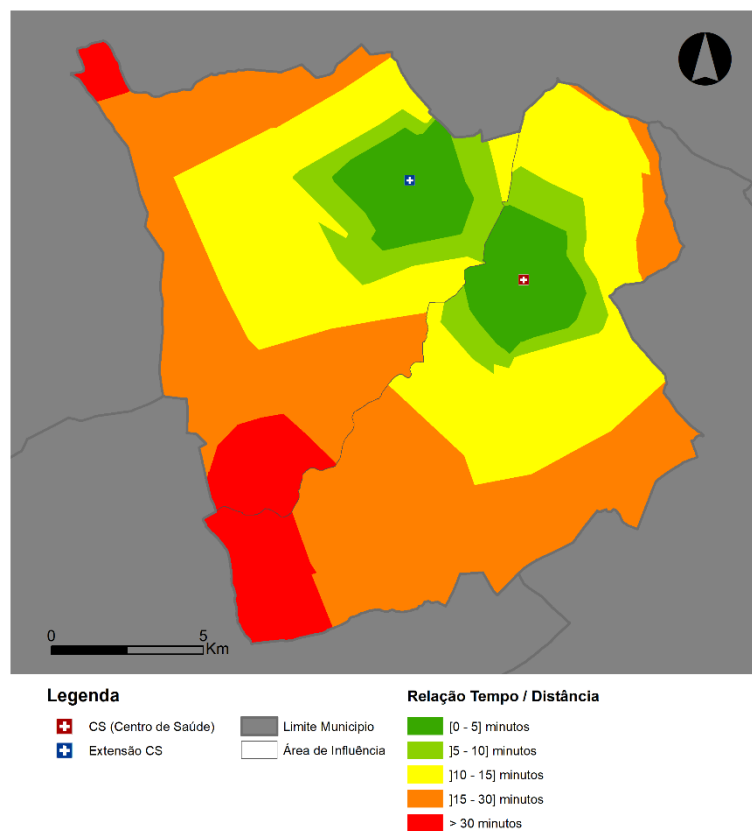 0 5
Km
Legenda
CS (Centro de Saúde)
Extensão CS
Limite Municipio
Área de Influência
Relação Tempo / Distância
[0 - 5] minutos
]5 - 10] minutos
]10 - 15] minutos
]15 - 30] minutos
> 30 minutos